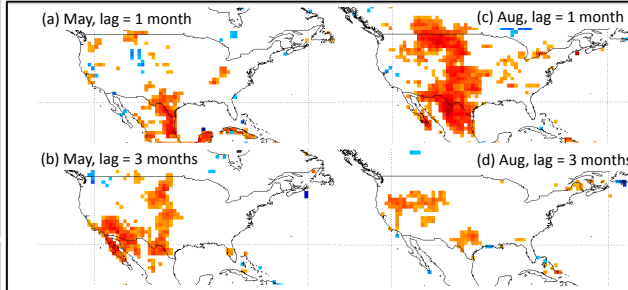 (a) May, lag = 1 month
(c) Aug, lag = 1 month
(b) May, lag = 3 months
(d) Aug, lag = 3 months